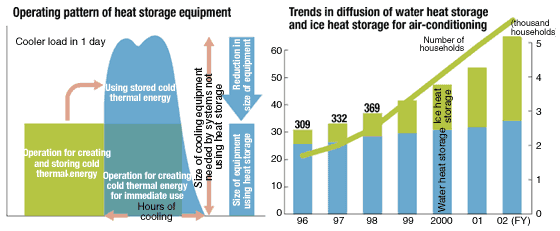 Operating pattern of heat storage equipment
Cooler load in 1 day
Using stored cold
thermal energy
Operation for creating
and storing cold
thermal energy
Operation for creating
cold thermal energy
for immediate use
Hours of
cooling
Size of cooling equipment
needed by systems not
using heat storage
Reduction in
size of equipment
Size of equipment
using heat storage
Trends in diffusion of water heat storage
and ice heat storage for air-conditioning
Number of
households
(thousand
households
60
50
40
30
20
10
0
309
332
369
Ice heat
storage
Water heat storage
5
4
3
2
1
0
96 97 98 99 2000 01 02 (FY)